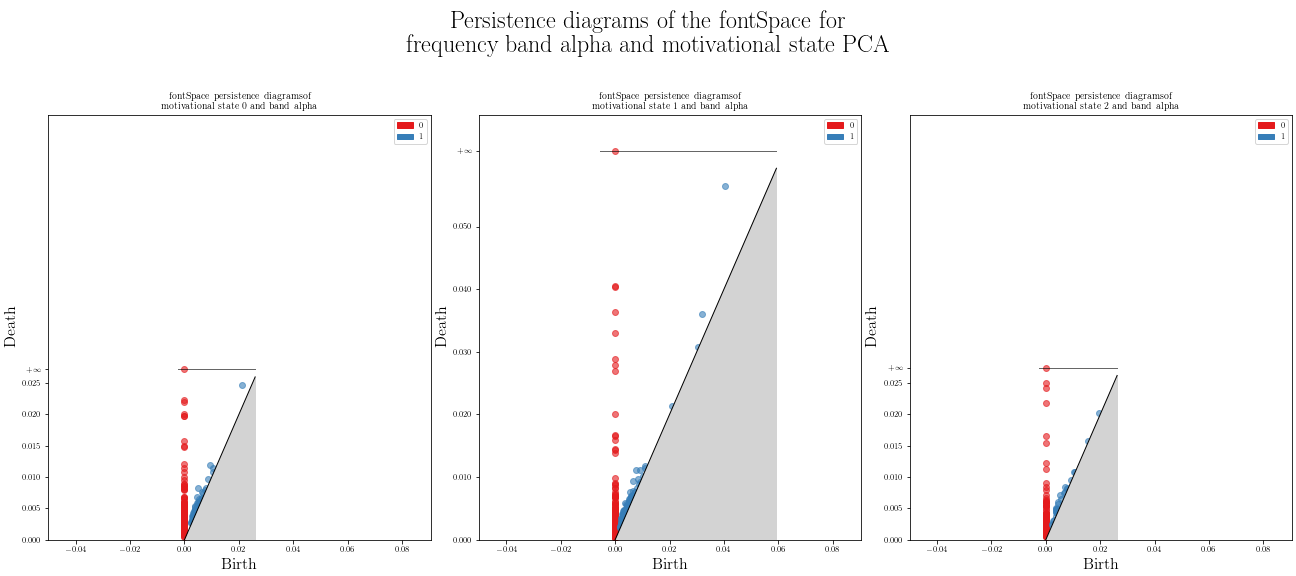 Persistence diagrams of the fontSpace for
frequency band alpha and motivational state PCA
fontSpace persistence diagramsof
motivational state 0 and band alpha
0
1
Death
+∞
0.025
0.020
0.015
0.010
0.005
0.000
−0.04 −0.02 0.00 0.02 0.04 0.06 0.08
Birth
fontSpace persistence diagramsof
motivational state 1 and band alpha
0
1
Death
+∞
0.050
0.040
0.030
0.020
0.010
0.000
−0.04 −0.02 0.00 0.02 0.04 0.06 0.08
Birth
fontSpace persistence diagramsof
motivational state 2 and band alpha
0
1
Death
+∞
0.025
0.020
0.015
0.010
0.005
0.000
−0.04 −0.02 0.00 0.02 0.04 0.06 0.08
Birth